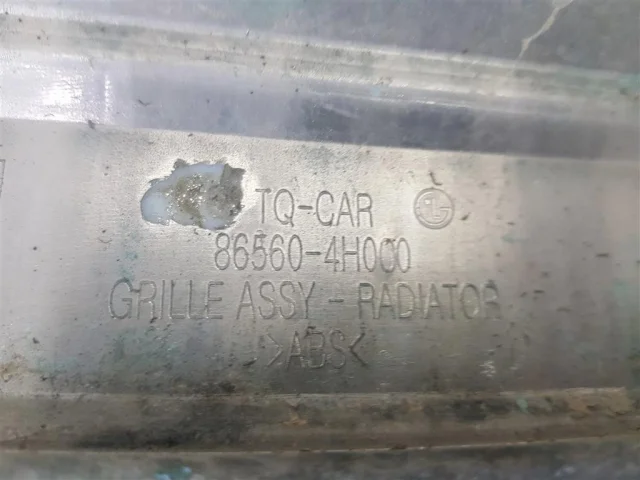 TQ-CAR
86560-4H000
GRILLE ASSY - RADIATOR
>ABS<